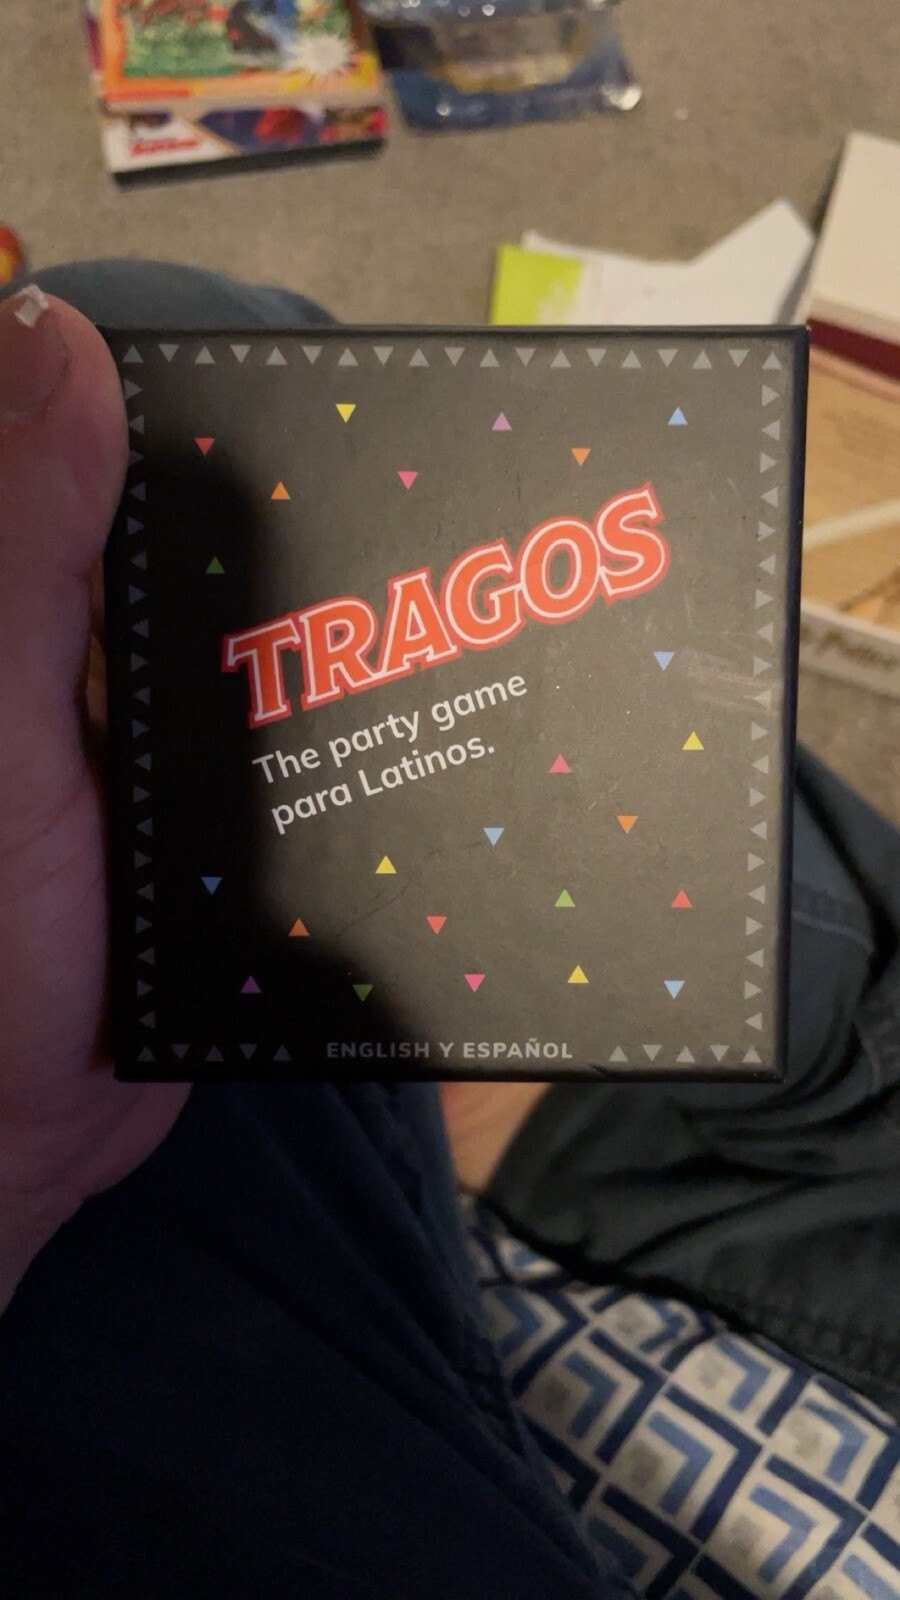 TRAGOS
The party game
para Latinos.
ENGLISH Y ESPAÑOL